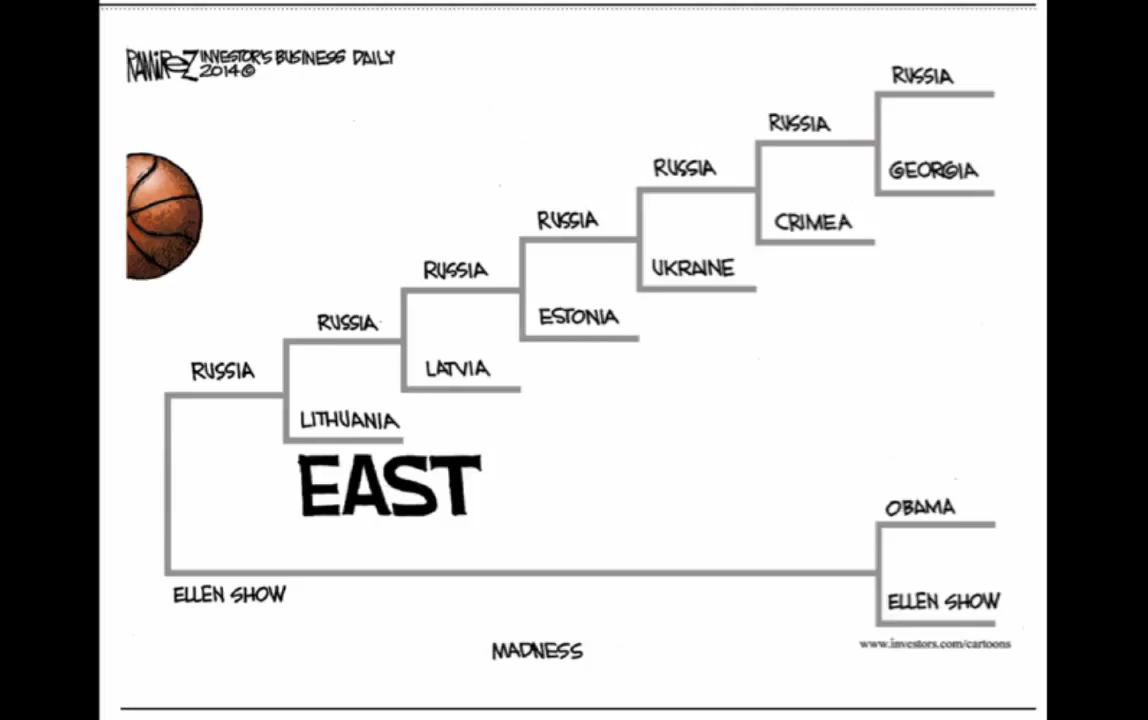 RAMIREZ INVESTOR'S BUSINESS DAILY
2014©
RUSSIA
RUSSIA
RUSSIA
GEORGIA
RUSSIA
CRIMEA
RUSSIA
UKRAINE
RUSSIA
ESTONIA
RUSSIA
LATVIA
LITHUANIA
EAST
OBAMA
ELLEN SHOW
ELLEN SHOW
www.investors.com/cartoons
MADNESS